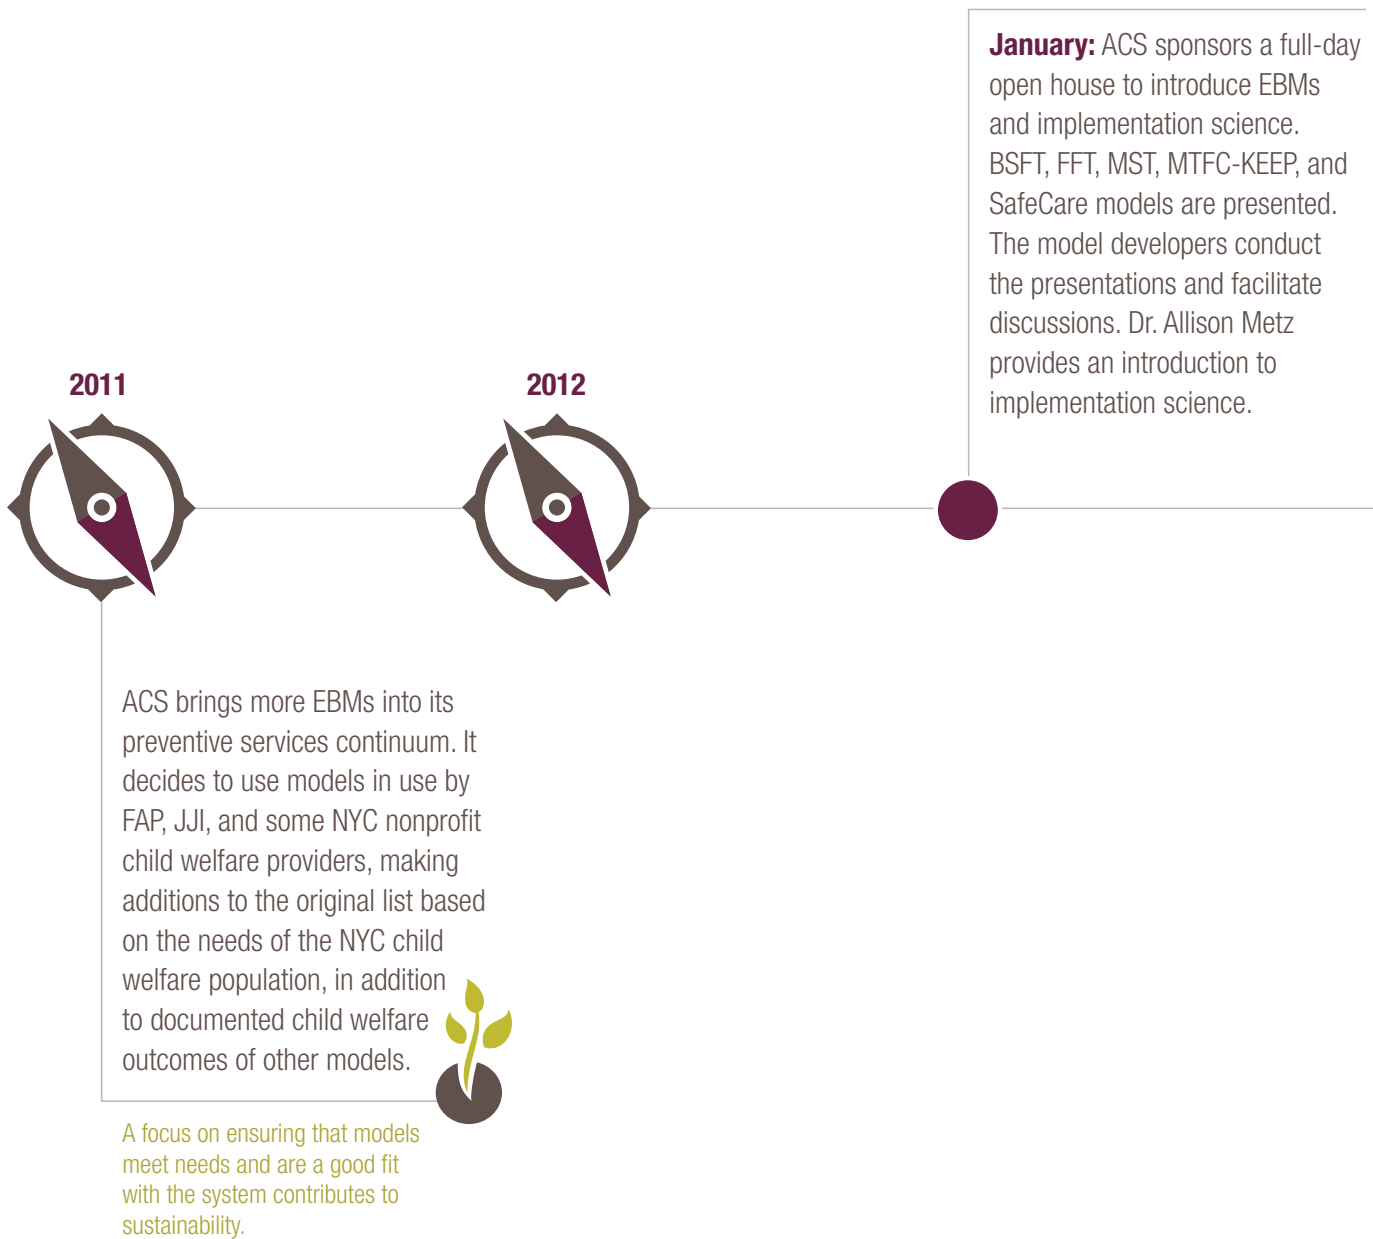 2011
ACS brings more EBMs into its
preventive services continuum. It
decides to use models in use by
FAP, JJI, and some NYC nonprofit
child welfare providers, making
additions to the original list based
on the needs of the NYC child
welfare population, in addition
to documented child welfare
outcomes of other models.
A focus on ensuring that models
meet needs and are a good fit
with the system contributes to
sustainability.
2012
January: ACS sponsors a full-day
open house to introduce EBMs
and implementation science.
BSFT, FFT, MST, MTFC-KEEP, and
SafeCare models are presented.
The model developers conduct
the presentations and facilitate
discussions. Dr. Allison Metz
provides an introduction to
implementation science.